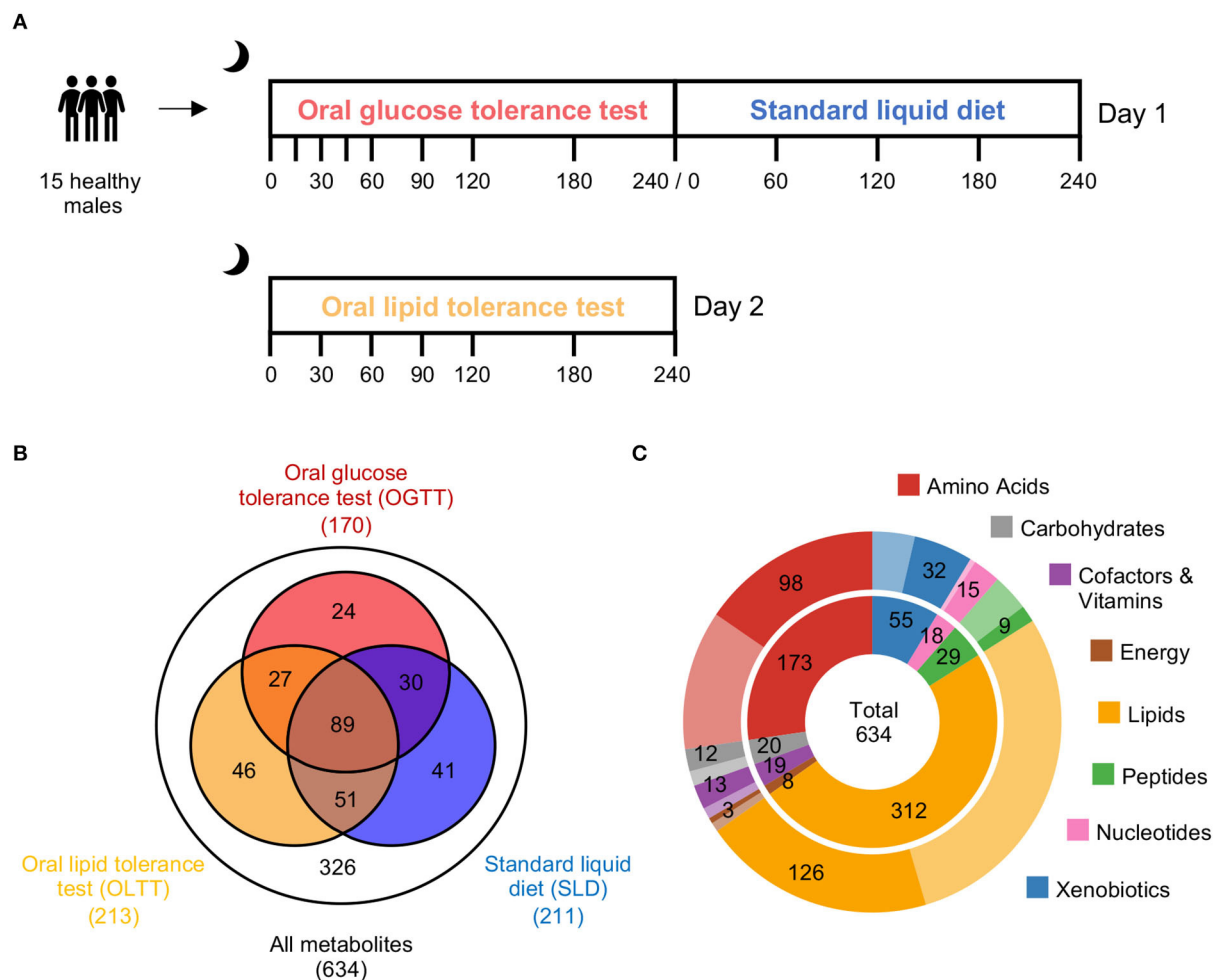 A
Oral glucose tolerance test
Standard liquid diet
Day 1
15 healthy
males
0 30 60 90 120 180 240 / 0 60 120 180 240
Oral lipid tolerance test
Day 2
0 30 60 90 120 180 240
B
Oral glucose
tolerance test (OGTT)
(170)
24
27
30
89
46
41
51
326
Oral lipid tolerance
test (OLTT)
(213)
Standard liquid
diet (SLD)
(211)
All metabolites
(634)
C
Amino Acids
Carbohydrates
Cofactors &
Vitamins
Energy
Lipids
Peptides
Nucleotides
Xenobiotics
98
32
15
9
55
18
29
173
Total
634
12
20
13
19
3
8
312
126